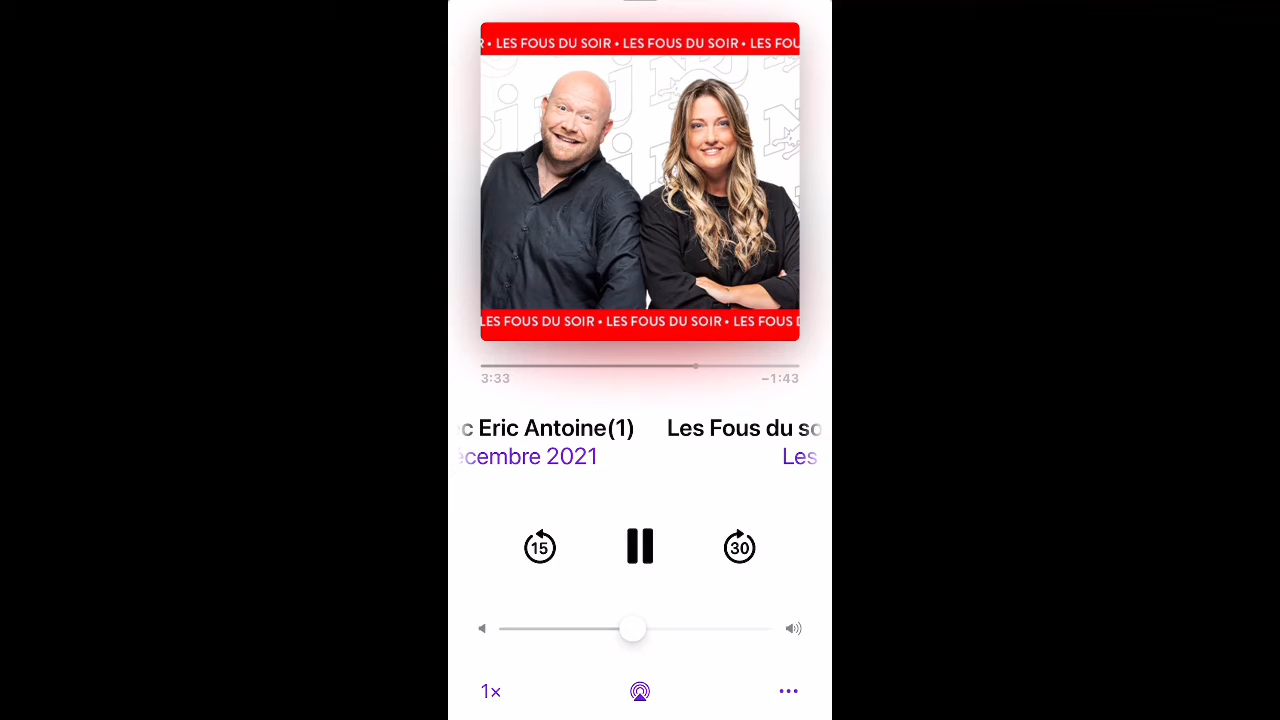 R • LES FOUS DU SOIR • LES FOUS DU SOIR • LES FOU
LES FOUS DU SOIR • LES FOUS DU SOIR • LES FOUS D
3:33
−1:43
c Eric Antoine(1) Les Fous du so
écembre 2021 Les
15
30
1×